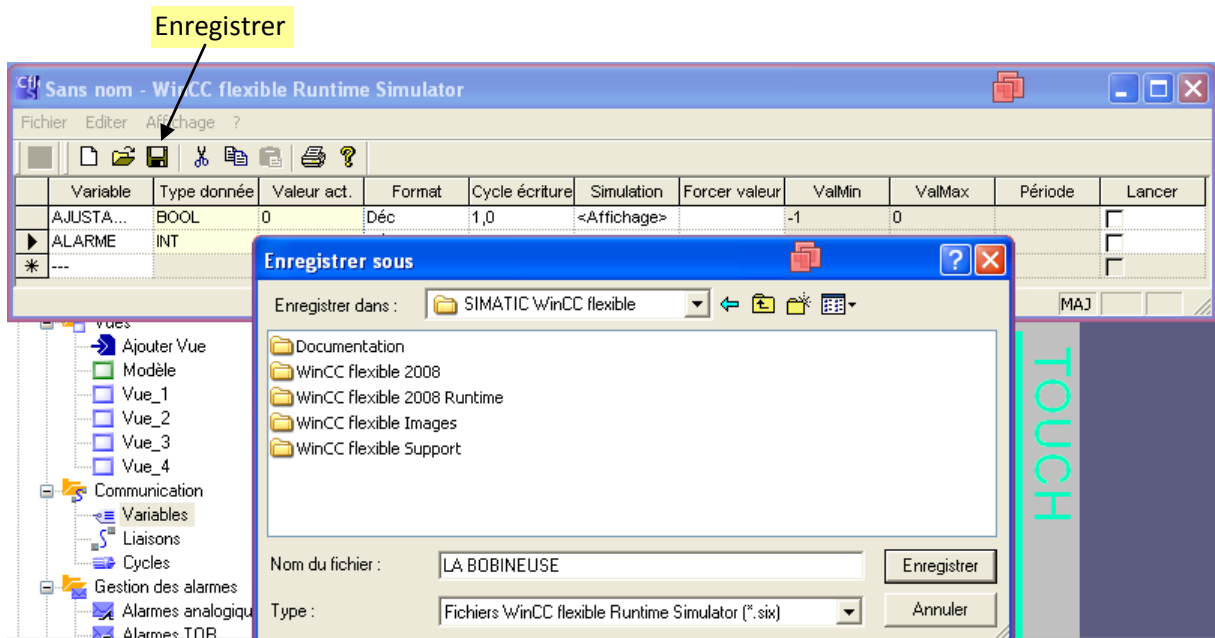 Enregistrer
Sans nom - WinCC flexible Runtime Simulator
Fichier Editer Affichage ?
Variable Type donnée Valeur act. Format Cycle écriture Simulation Forcer valeur ValMin ValMax Période Lancer
AJUSTA... BOOL 0 Déc 1,0 <Affichage> -1 0
ALARME INT
---
MAJ
Enregistrer sous
Enregistrer dans : SIMATIC WinCC flexible
Documentation
WinCC flexible 2008
WinCC flexible 2008 Runtime
WinCC flexible Images
WinCC flexible Support
Nom du fichier : LA BOBINEUSE Enregistrer
Type : Fichiers WinCC flexible Runtime Simulator (*.six) Annuler
Vues
Ajouter Vue
Modèle
Vue_1
Vue_2
Vue_3
Vue_4
Communication
Variables
Liaisons
Cycles
Gestion des alarmes
Alarmes analogiqu
Alarmes TOR
TOUCH